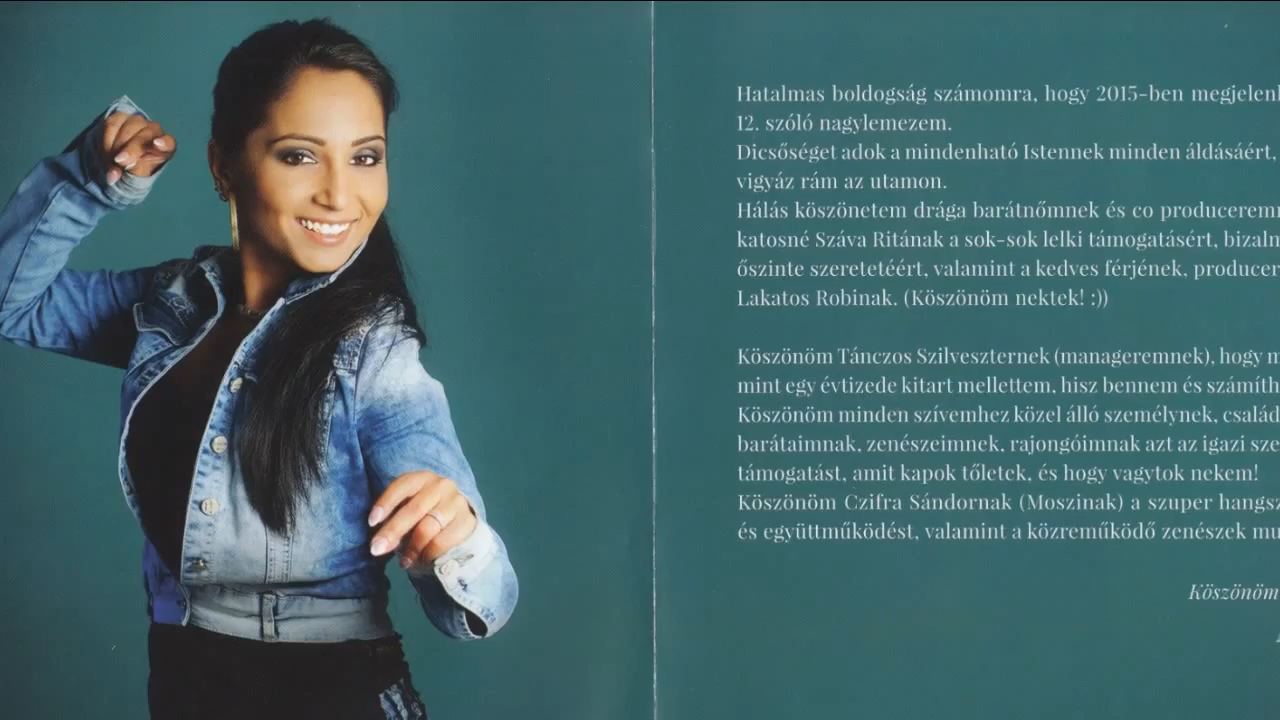 Hatalmas boldogság számomra, hogy 2015-ben megjelenh
12. szóló nagylemezem.
Dicsőséget adok a mindenható Istennek minden áldásáért,
vigyáz rám az utamon.
Hálás köszönetem drága barátnőmnek és co producerem
katosné Száva Ritának a sok-sok lelki támogatásért, bizalm
őszinte szeretetéért, valamint a kedves férjének, producer
Lakatos Robinak. (Köszönöm nektek! :))
Köszönöm Tánczos Szilveszternek (manageremnek), hogy m
mint egy évtizede kitart mellettem, hisz bennem és számíth
Köszönöm minden szívemhez közel álló személynek, család
barátaimnak, zenészeimnek, rajongóimnak azt az igazi sze
támogatást, amit kapok tőletek, és hogy vagytok nekem!
Köszönöm Czifra Sándornak (Moszinak) a szuper hangsz
és együttműködést, valamint a közreműködő zenészek mu
Köszönöm